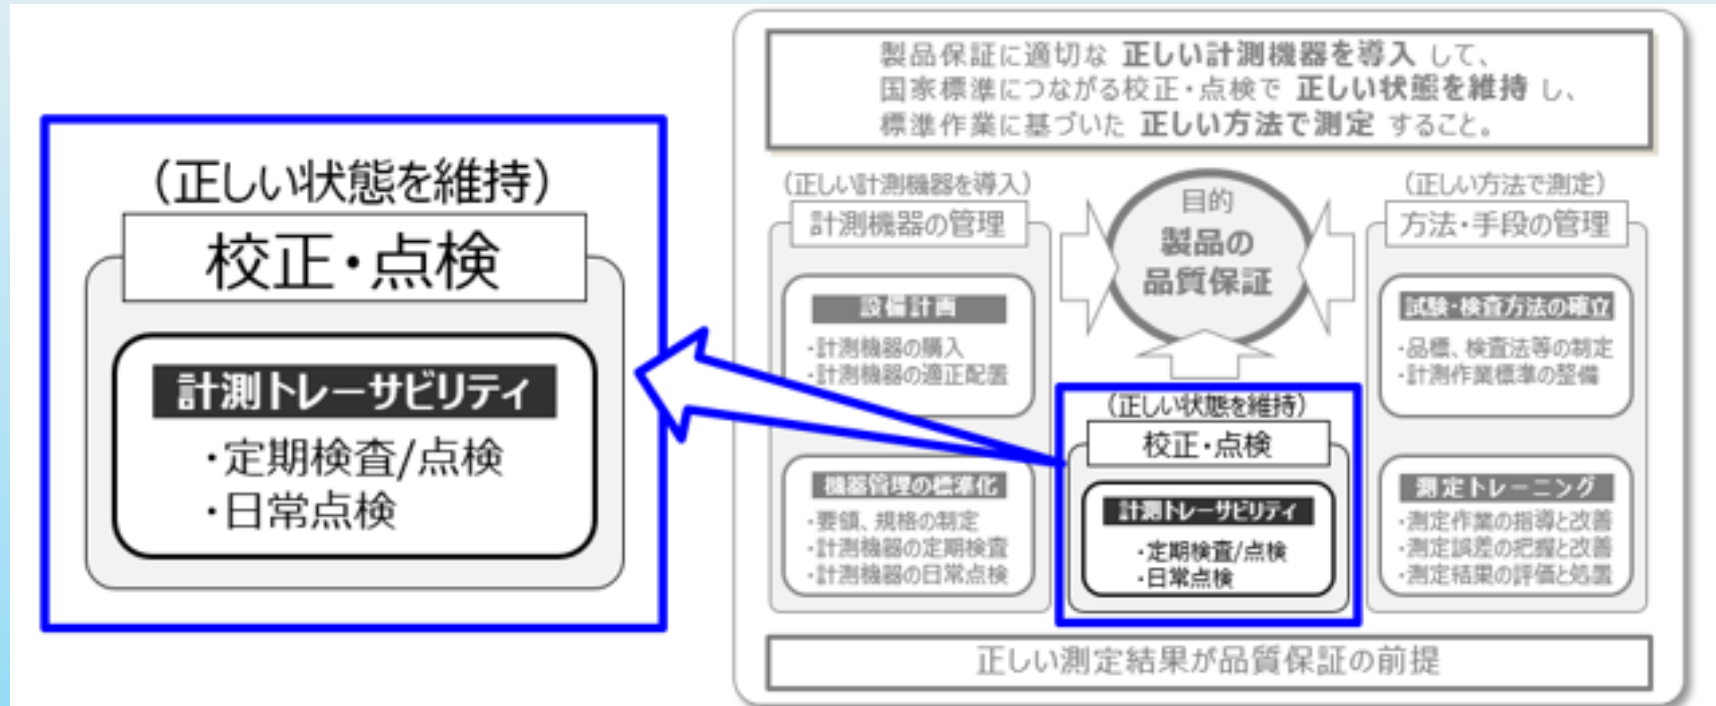 (正しい状態を維持)
校正・点検
計測トレーサビリティ
・定期検査/点検
・日常点検
製品保証に適切な 正しい計測機器を導入 して、
国家標準につながる校正・点検で 正しい状態を維持 し、
標準作業に基づいた 正しい方法で測定 すること。
(正しい計測機器を導入)
計測機器の管理
設備計画
・計測機器の購入
・計測機器の適正配置
機器管理の標準化
・要領、規格の制定
・計測機器の定期検査
・計測機器の日常点検
目的
製品の
品質保証
(正しい状態を維持)
校正・点検
計測トレーサビリティ
・定期検査/点検
・日常点検
(正しい方法で測定)
方法・手段の管理
試験・検査方法の確立
・品標、検査法等の制定
・計測作業標準の整備
測定トレーニング
・測定作業の指導と改善
・測定誤差の把握と改善
・測定結果の評価と処置
正しい測定結果が品質保証の前提